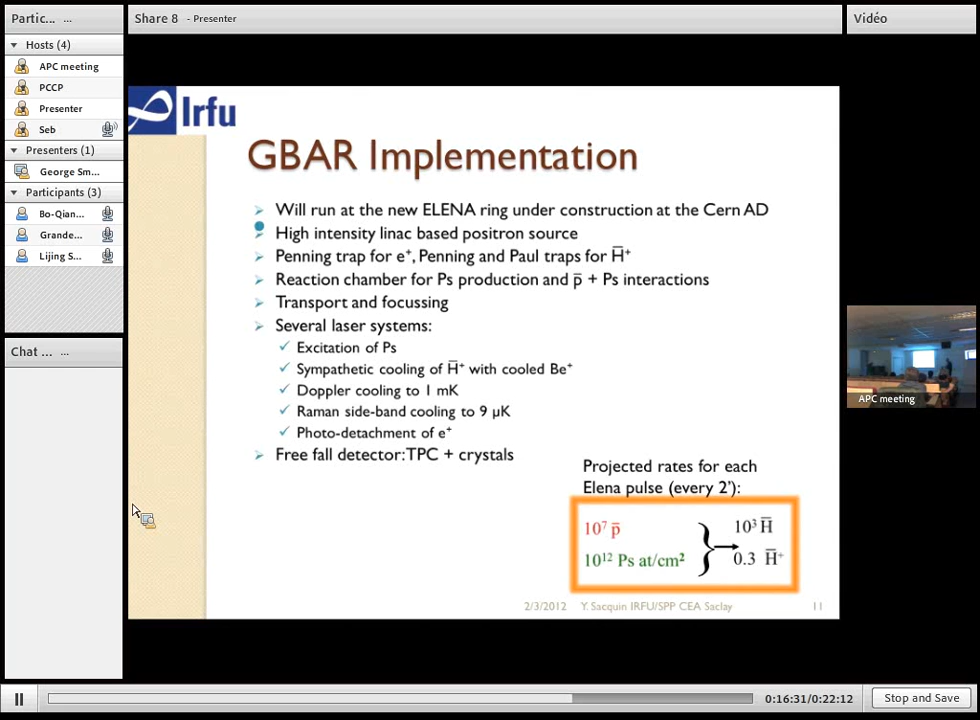 Partic... ...
Hosts (4)
APC meeting
PCCP
Presenter
Seb
Presenters (1)
George Sm...
Participants (3)
Bo-Qian...
Grande...
Lijing S...
Chat ... ...
Share 8 - Presenter
Irfu
GBAR Implementation
Will run at the new ELENA ring under construction at the Cern AD
High intensity linac based positron source
Penning trap for e⁺, Penning and Paul traps for H̅⁺
Reaction chamber for Ps production and p̅ + Ps interactions
Transport and focussing
Several laser systems:
Excitation of Ps
Sympathetic cooling of H̅⁺ with cooled Be⁺
Doppler cooling to 1 mK
Raman side-band cooling to 9 µK
Photo-detachment of e⁺
Free fall detector: TPC + crystals
Projected rates for each
Elena pulse (every 2'):
10⁷ p̅
10¹² Ps at/cm²
10³ H̅
0.3 H̅⁺
2/3/2012 Y. Sacquin IRFU/SPP CEA Saclay 11
Vidéo
APC meeting
0:16:31/0:22:12
Stop and Save